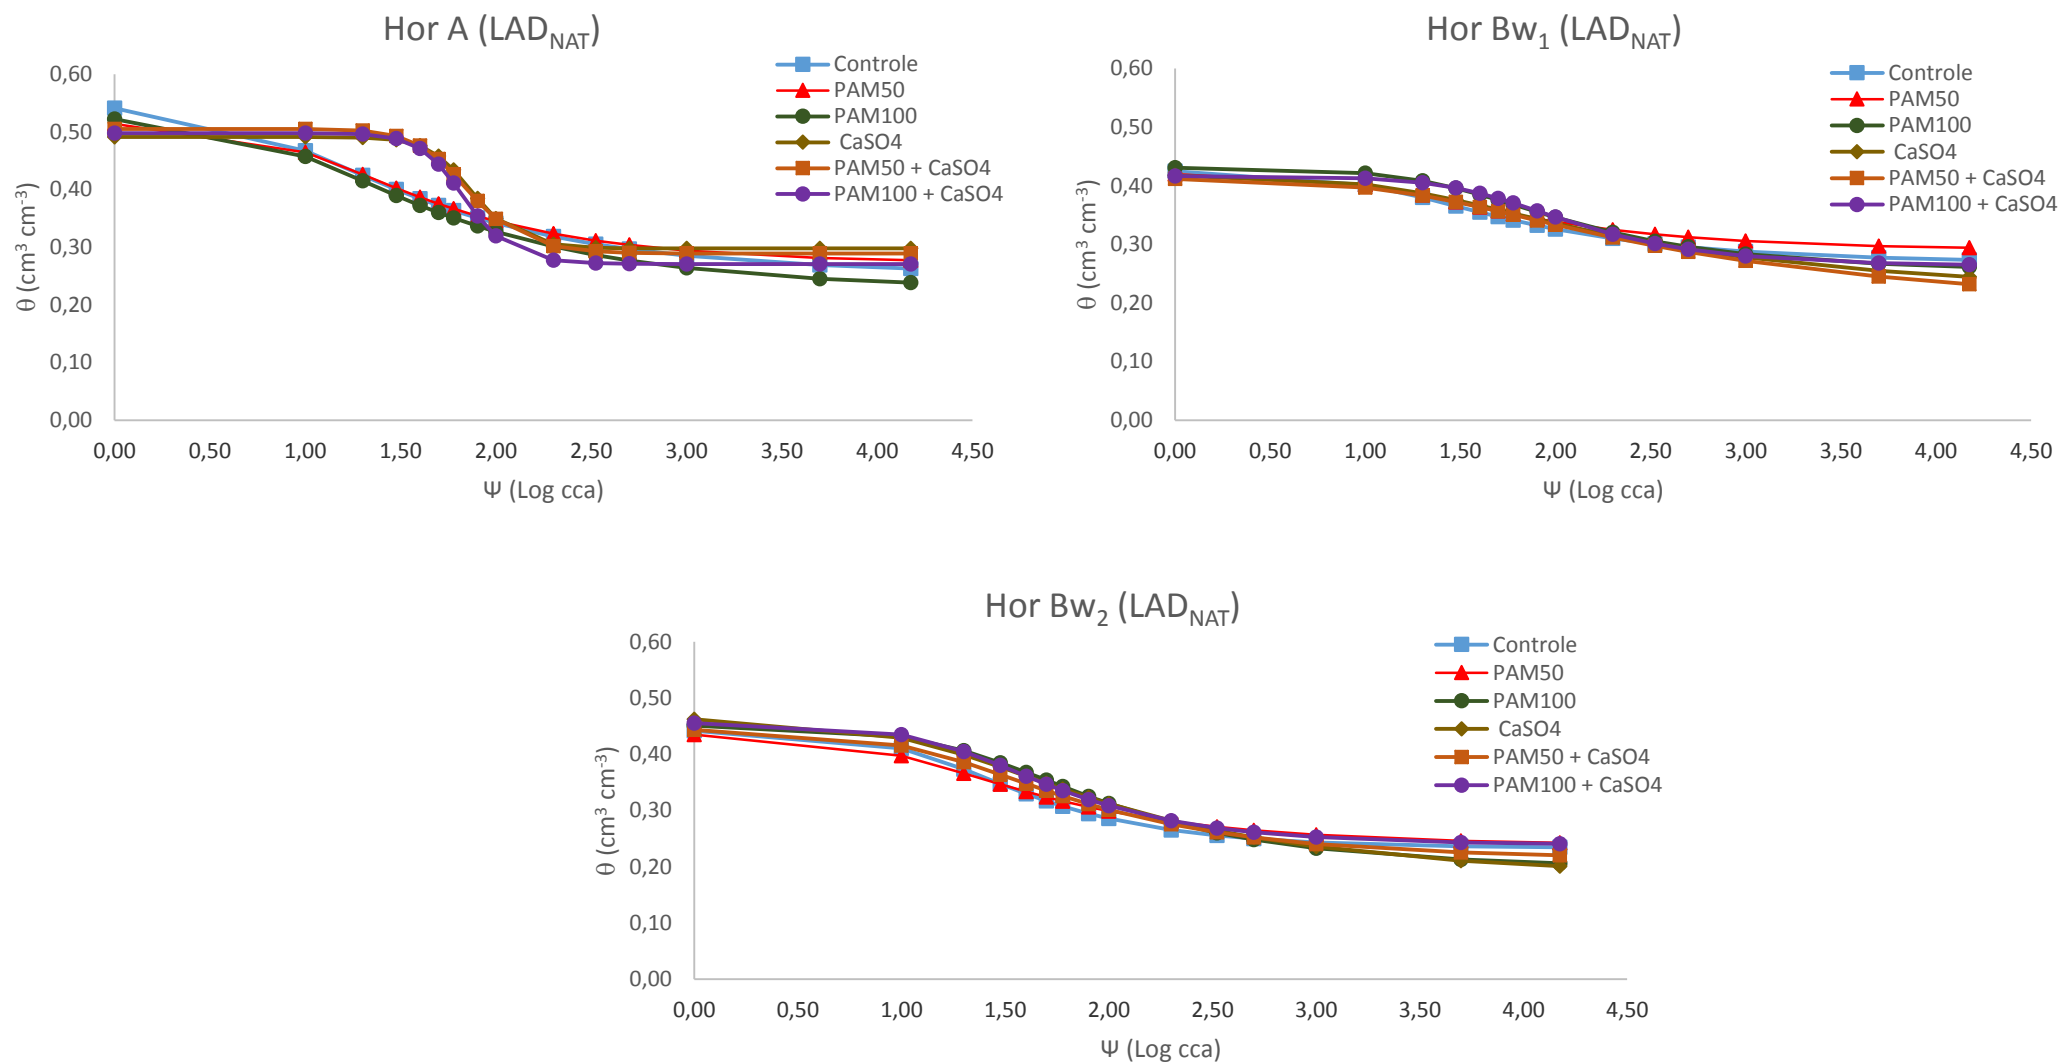 Hor A (LAD_NAT)
0,60
0,50
0,40
0,30
0,20
0,10
0,00
θ (cm³ cm⁻³)
0,00 0,50 1,00 1,50 2,00 2,50 3,00 3,50 4,00 4,50
Ψ (Log cca)
Controle
PAM50
PAM100
CaSO4
PAM50 + CaSO4
PAM100 + CaSO4
Hor Bw₁ (LAD_NAT)
0,60
0,50
0,40
0,30
0,20
0,10
0,00
θ (cm³ cm⁻³)
0,00 0,50 1,00 1,50 2,00 2,50 3,00 3,50 4,00 4,50
Ψ (Log cca)
Controle
PAM50
PAM100
CaSO4
PAM50 + CaSO4
PAM100 + CaSO4
Hor Bw₂ (LAD_NAT)
0,60
0,50
0,40
0,30
0,20
0,10
0,00
θ (cm³ cm⁻³)
0,00 0,50 1,00 1,50 2,00 2,50 3,00 3,50 4,00 4,50
Ψ (Log cca)
Controle
PAM50
PAM100
CaSO4
PAM50 + CaSO4
PAM100 + CaSO4